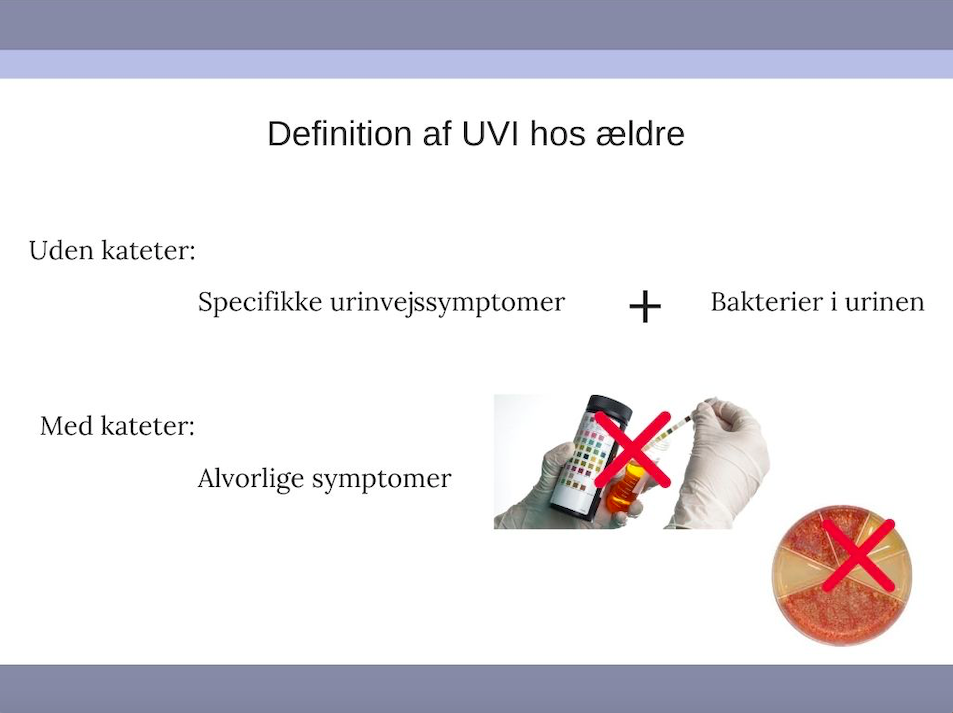 Definition af UVI hos ældre
Uden kateter:
Specifikke urinvejssymptomer + Bakterier i urinen
Med kateter:
Alvorlige symptomer